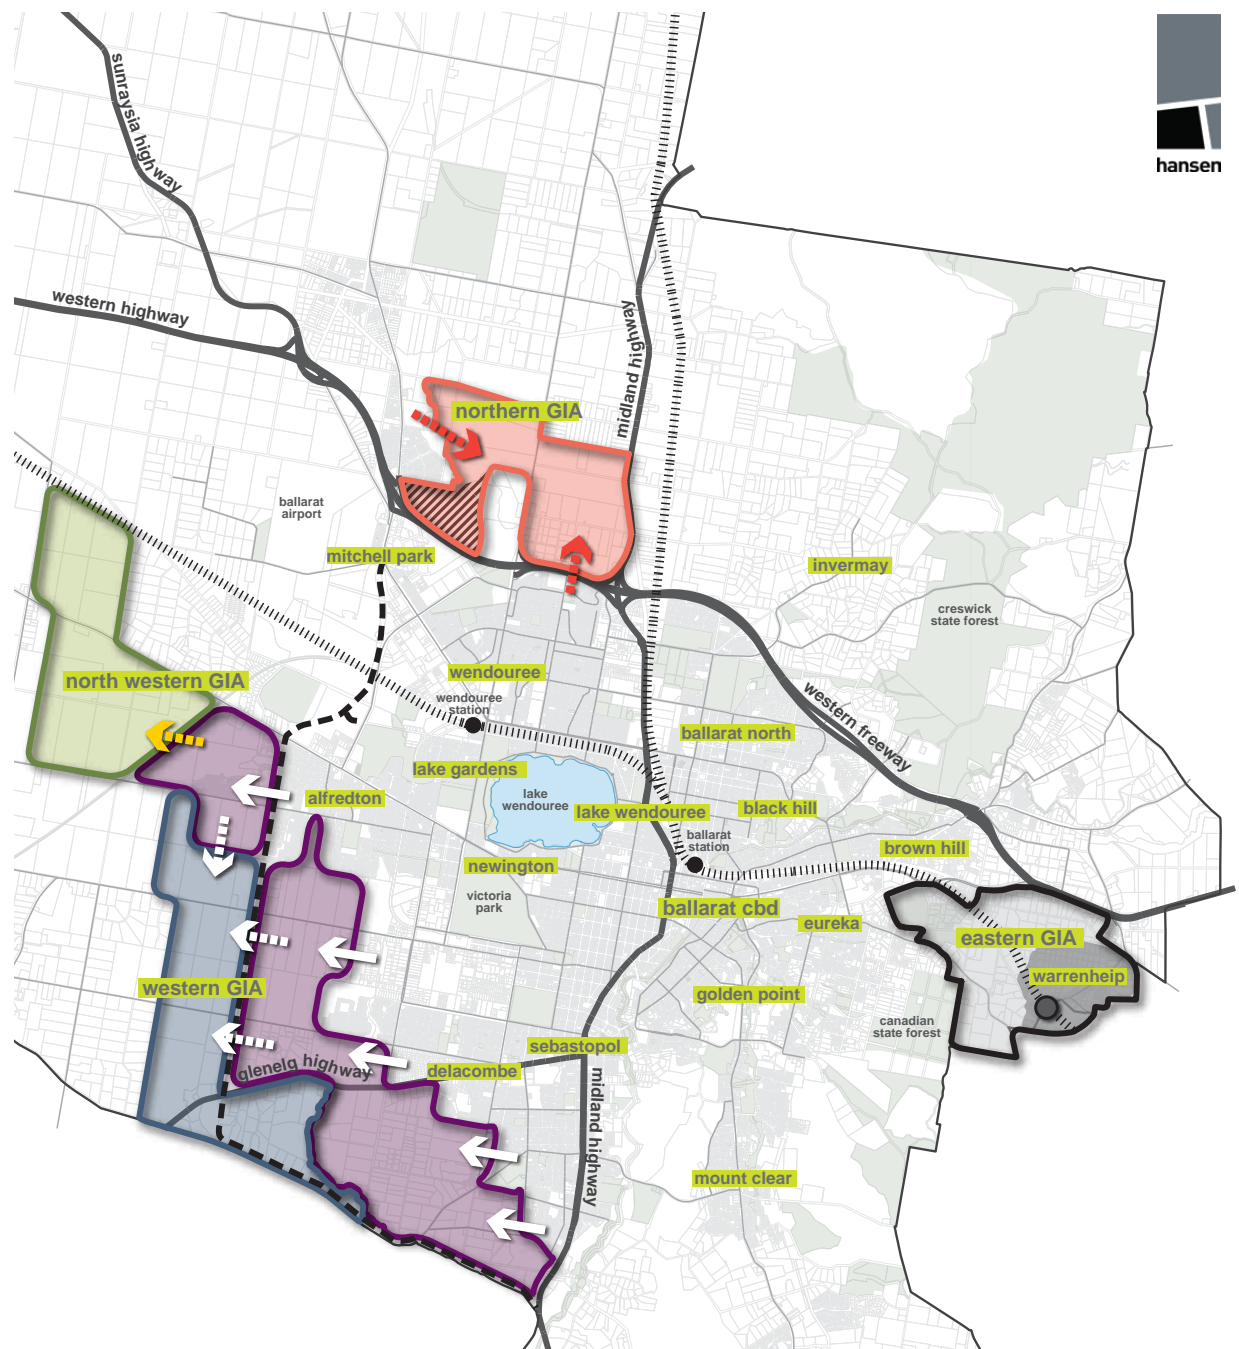 sunraysia highway
hansen
western highway
midland highway
northern GIA
ballarat
airport
mitchell park
invermay
creswick
state forest
north western GIA
wendouree
wendouree
station
western freeway
ballarat north
lake gardens
alfredton
lake
wendouree
lake wendouree
black hill
ballarat
station
brown hill
newington
victoria
park
ballarat cbd
eureka
eastern GIA
warrenheip
western GIA
golden point
canadian
state forest
sebastopol
glenelg highway
delacombe
midland highway
mount clear